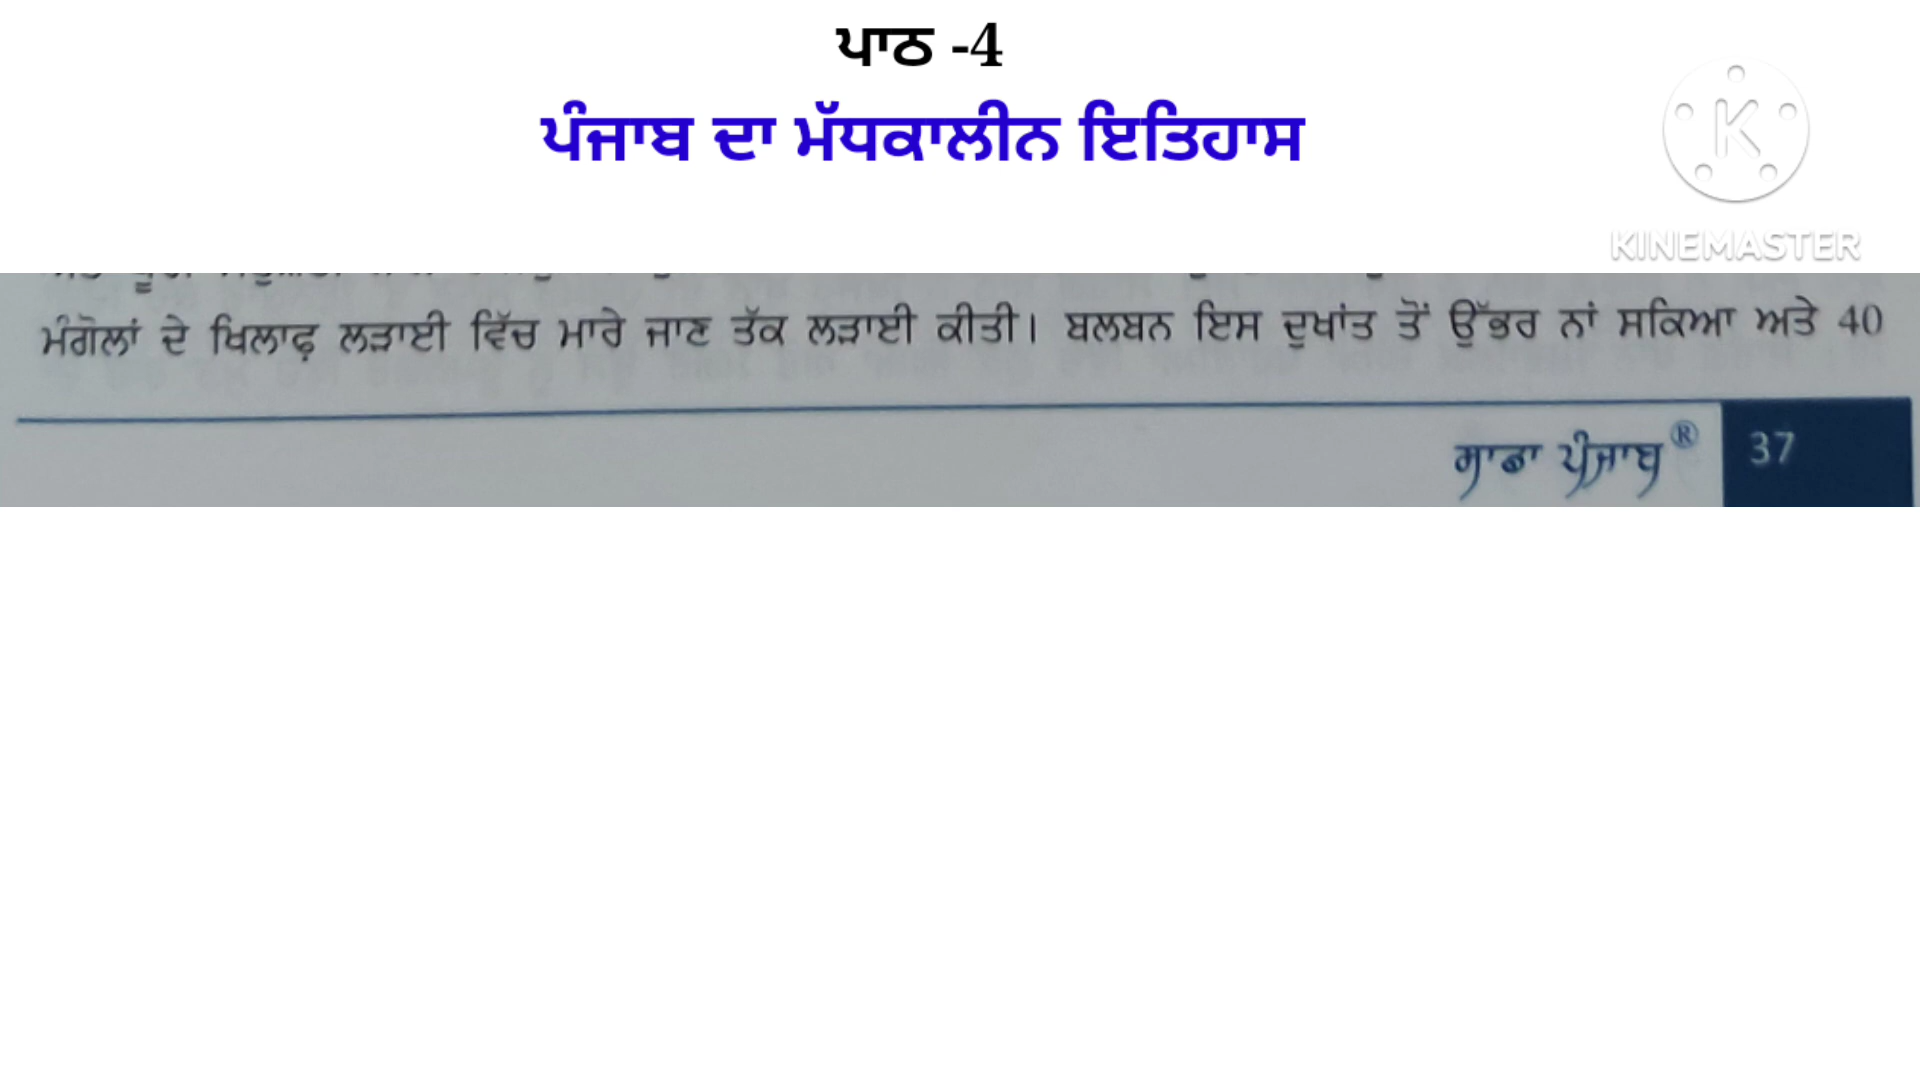 ਪਾਠ -4
ਪੰਜਾਬ ਦਾ ਮੱਧਕਾਲੀਨ ਇਤਿਹਾਸ
KINEMASTER
ਮੰਗੋਲਾਂ ਦੇ ਖਿਲਾਫ਼ ਲੜਾਈ ਵਿੱਚ ਮਾਰੇ ਜਾਣ ਤੱਕ ਲੜਾਈ ਕੀਤੀ। ਬਲਬਨ ਇਸ ਦੁਖਾਂਤ ਤੋਂ ਉੱਭਰ ਨਾਂ ਸਕਿਆ ਅਤੇ 40
ਸਾਡਾ ਪੰਜਾਬ® 37